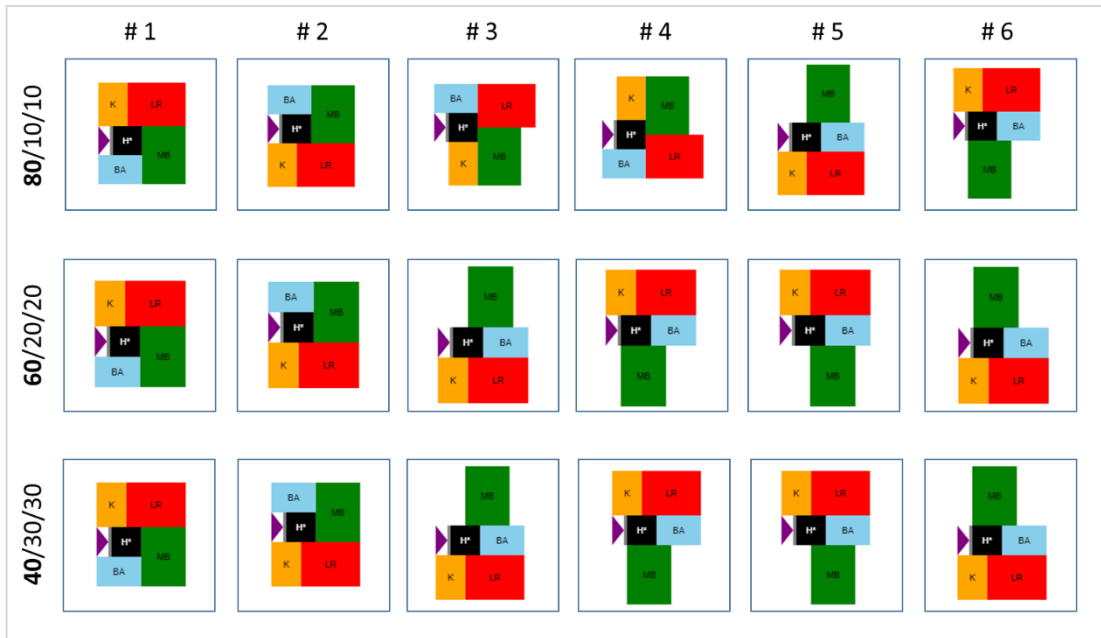 # 1 # 2 # 3 # 4 # 5 # 6
80/10/10
K LR BA MB BA LR K MB MB K LR
H* H* H* H* H* BA H* BA
BA MB K LR K MB BA LR K LR MB
60/20/20
K LR BA MB MB K LR K LR MB
H* H* H* BA H* BA H* BA H* BA
BA MB K LR K LR MB MB K LR
40/30/30
K LR BA MB MB K LR K LR MB
H* H* H* BA H* BA H* BA H* BA
BA MB K LR K LR MB MB K LR